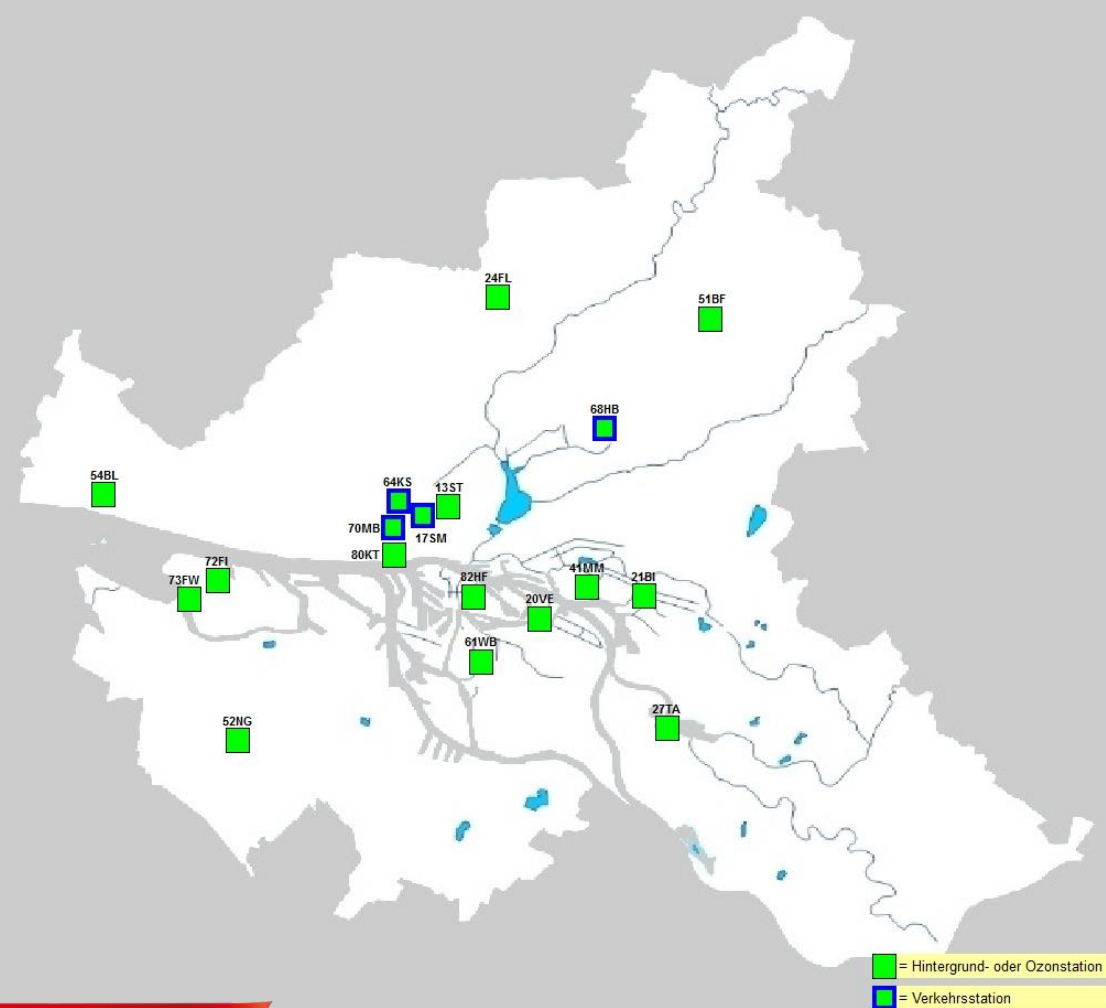 24FL
51BF
68HB
54BL
64KS
13ST
70MB
17SM
80KT
72FI
73FW
82HF
41MM
21BI
20VE
61WB
27TA
52NG
= Hintergrund- oder Ozonstation
= Verkehrsstation